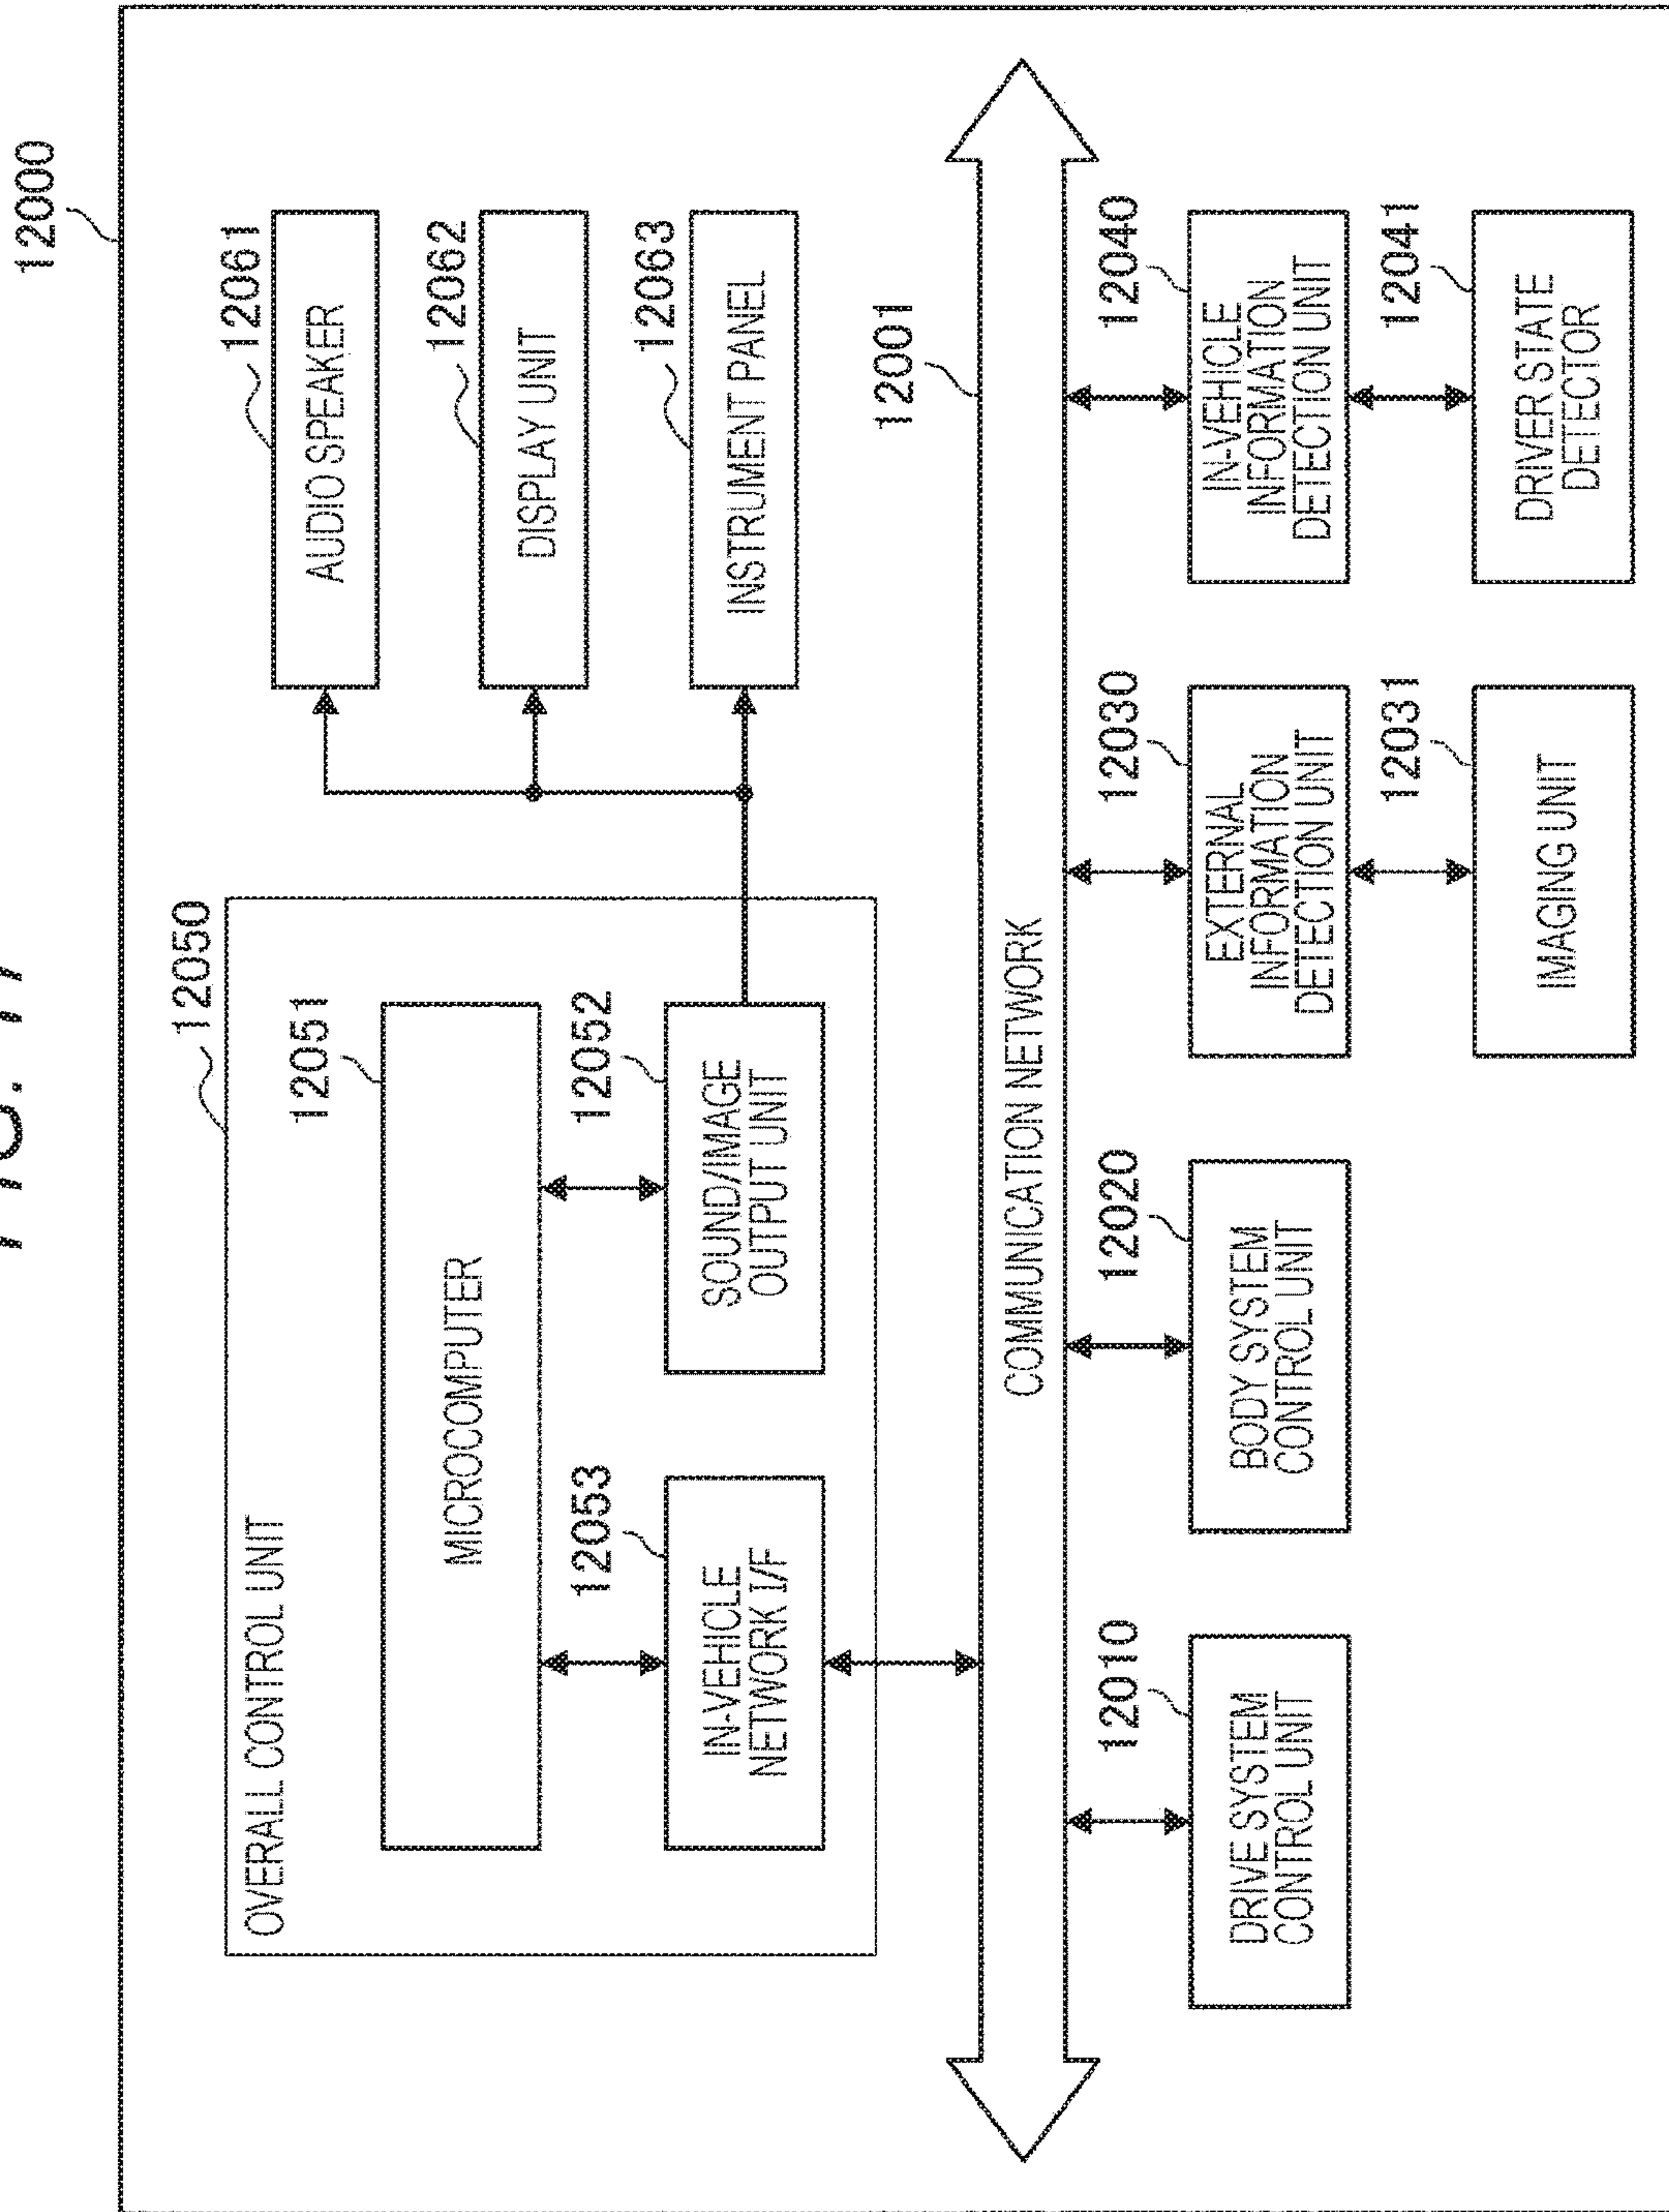 FIG.
12000
12050
OVERALL CONTROL UNIT
12051
MICROCOMPUTER
12053
IN-VEHICLE
NETWORK I/F
12052
SOUND/IMAGE
OUTPUT UNIT
12061
AUDIO SPEAKER
12062
DISPLAY UNIT
12063
INSTRUMENT PANEL
12001
COMMUNICATION NETWORK
12010
DRIVE SYSTEM
CONTROL UNIT
12020
BODY SYSTEM
CONTROL UNIT
12030
EXTERNAL
INFORMATION
DETECTION UNIT
12040
IN-VEHICLE
INFORMATION
DETECTION UNIT
12031
IMAGING UNIT
12041
DRIVER STATE
DETECTOR